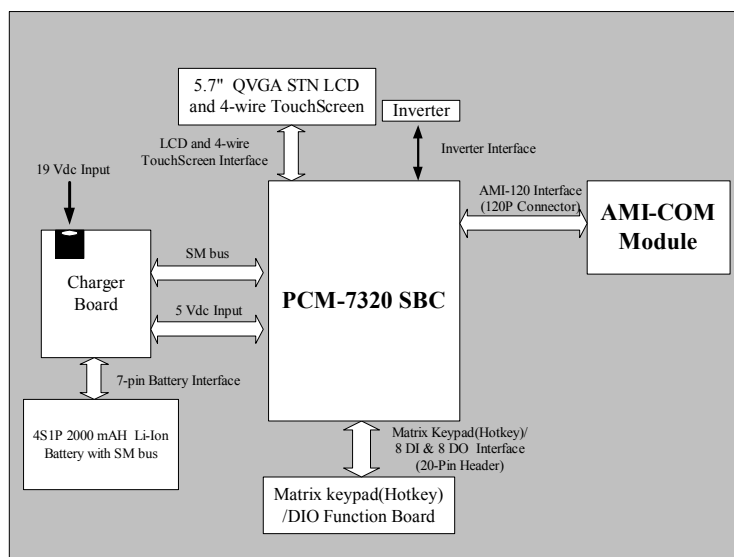 5.7" QVGA STN LCD
and 4-wire TouchScreen
Inverter
LCD and 4-wire
TouchScreen Interface
Inverter Interface
19 Vdc Input
AMI-120 Interface
(120P Connector)
AMI-COM
Module
Charger
Board
SM bus
5 Vdc Input
PCM-7320 SBC
7-pin Battery Interface
4S1P 2000 mAH Li-Ion
Battery with SM bus
Matrix Keypad(Hotkey)/
8 DI & 8 DO Interface
(20-Pin Header)
Matrix keypad(Hotkey)
/DIO Function Board